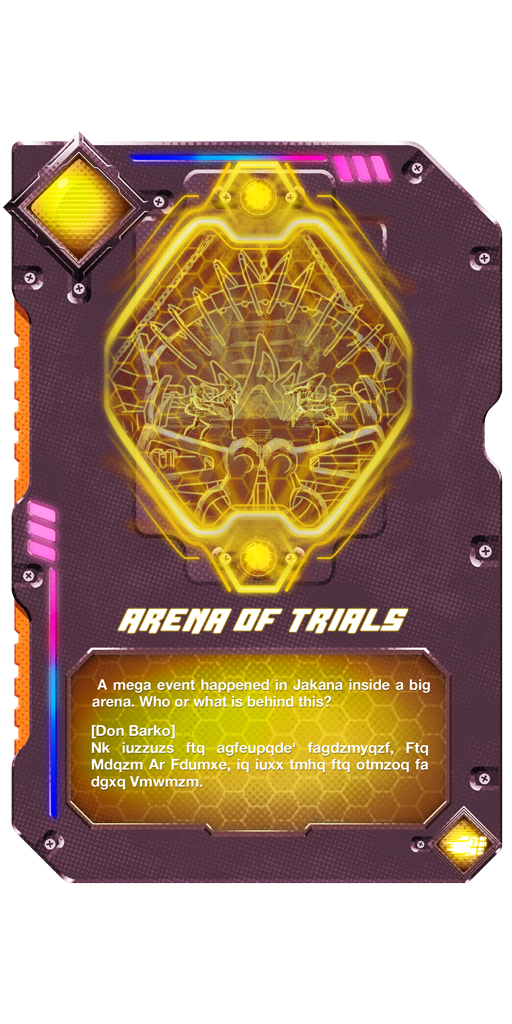 ARENA OF TRIALS
A mega event happened in Jakana inside a big
arena. Who or what is behind this?
[Don Barko]
Nk iuzzuzs ftq agfeupqde' fagdzmyqzf, Ftq
Mdqzm Ar Fdumxe, iq iuxx tmhq ftq otmzoq fa
dgxq Vmwmzm.